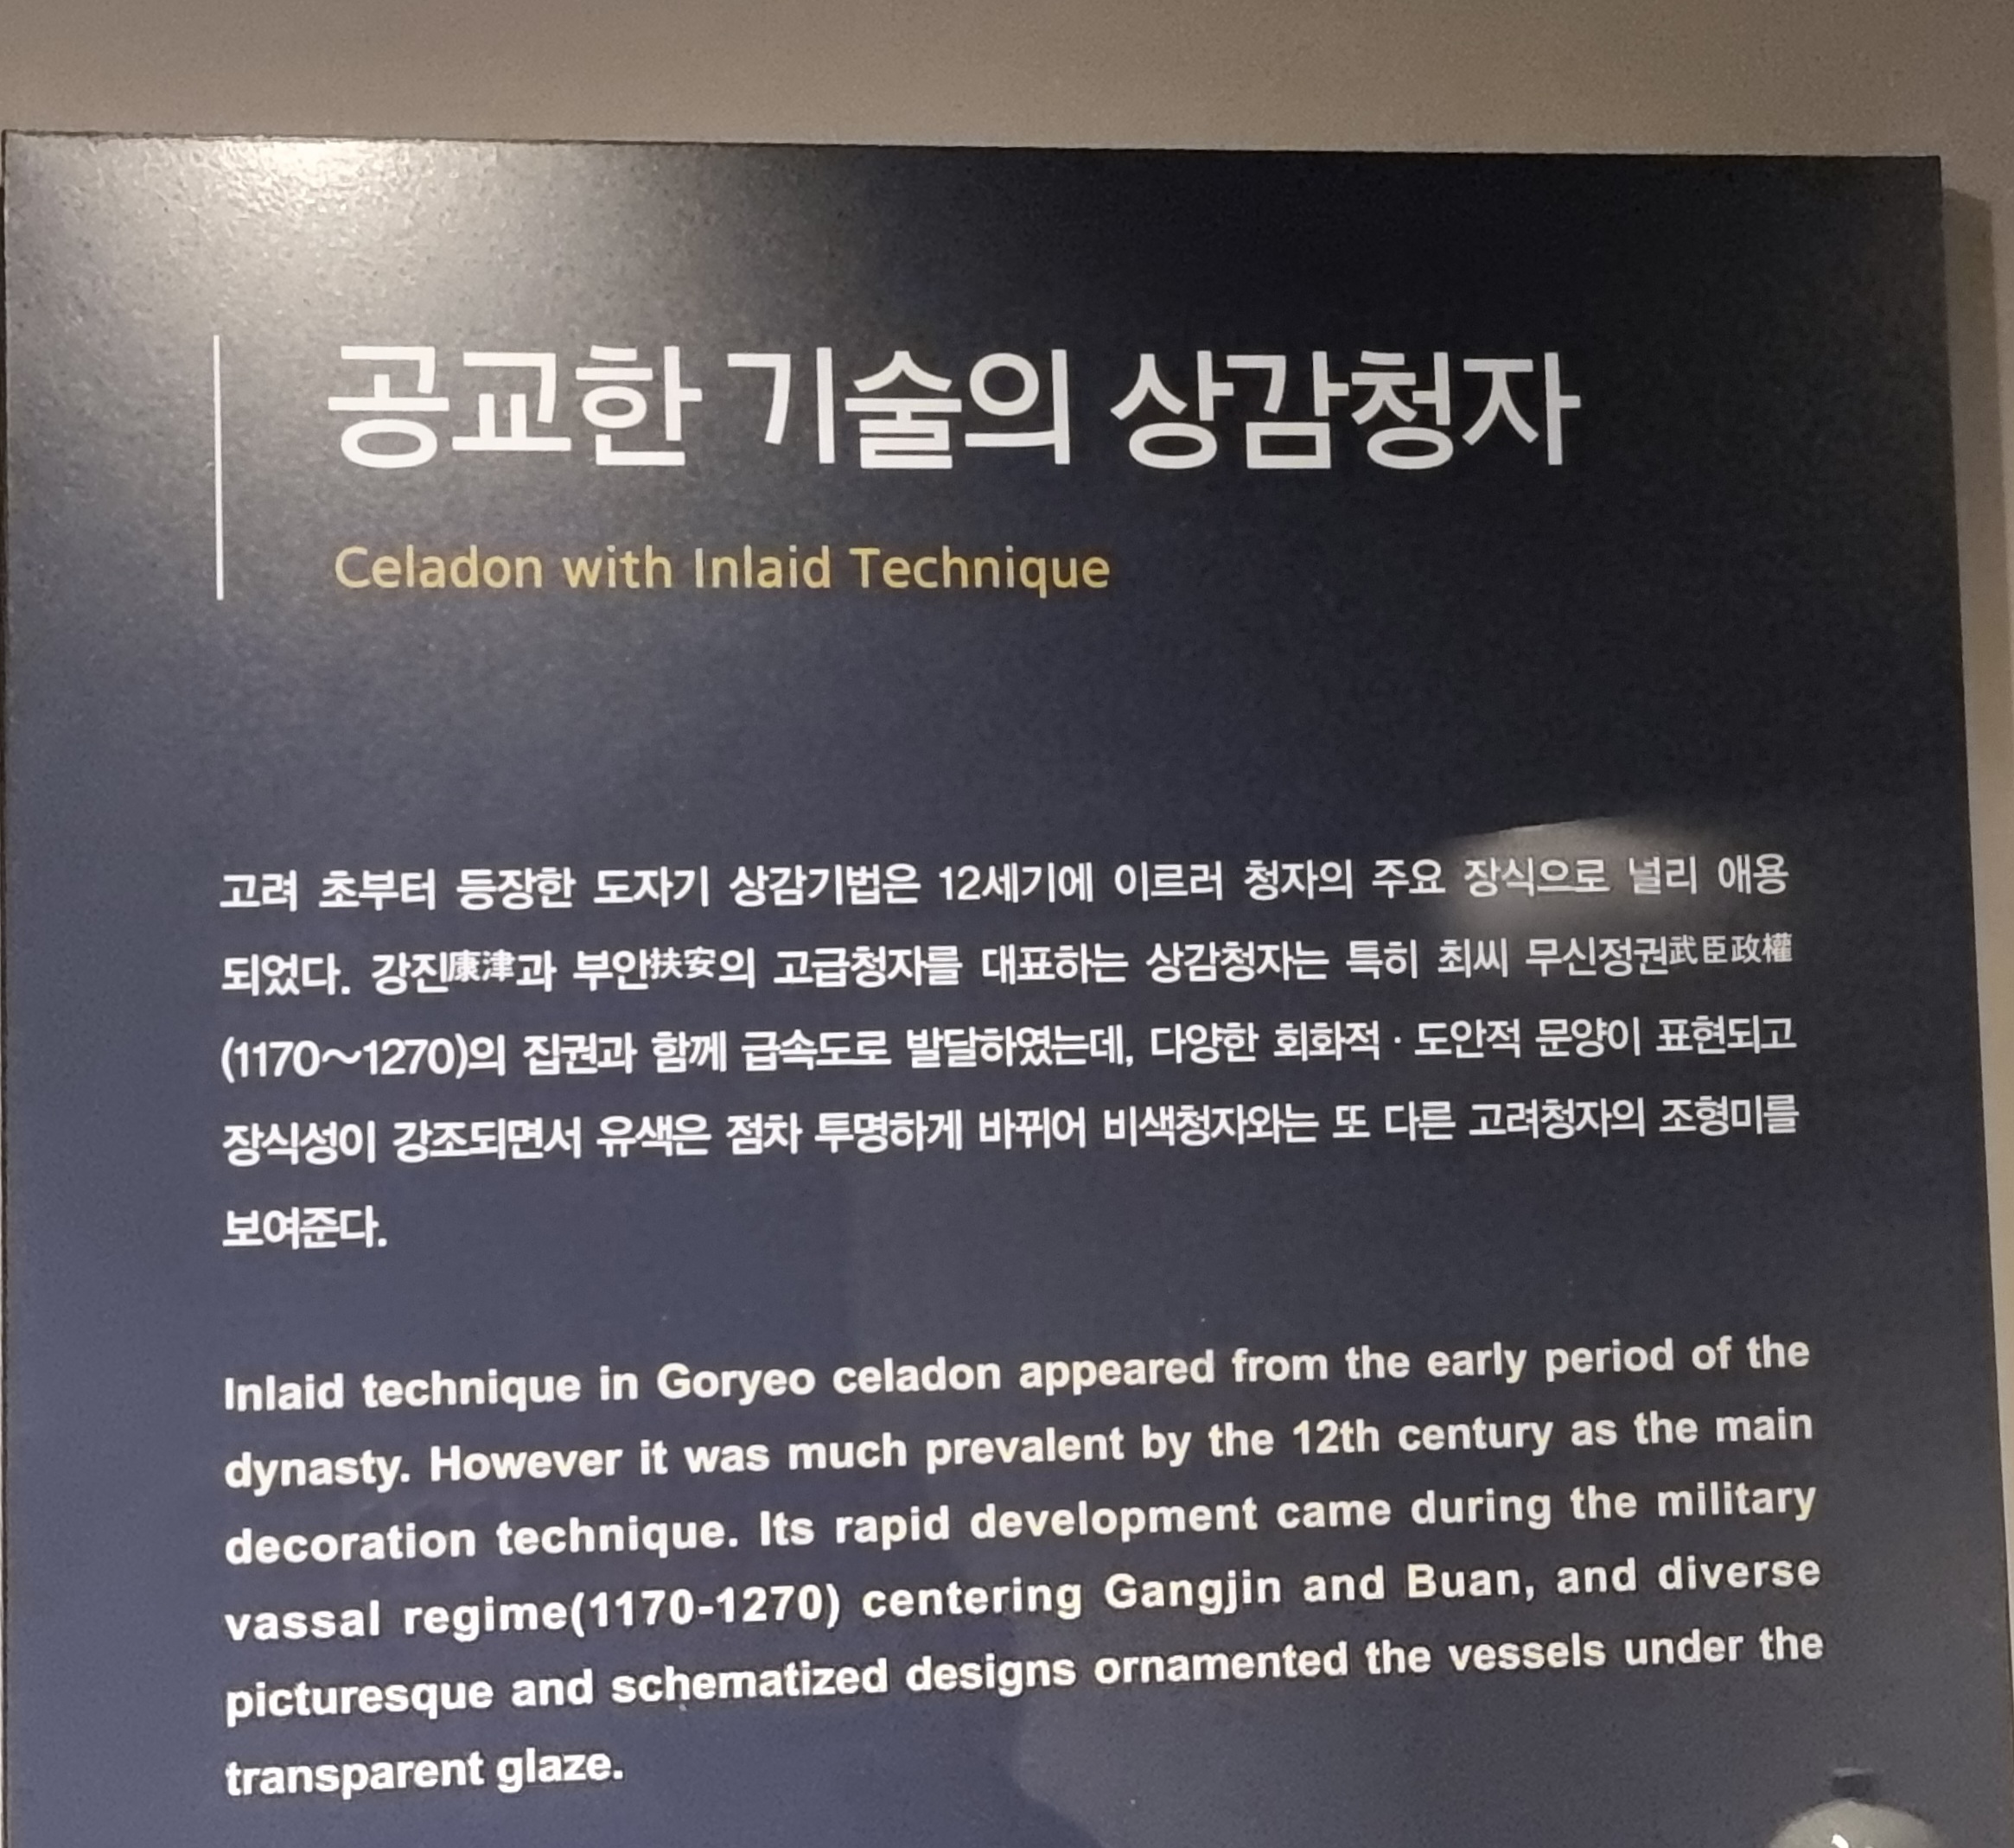 공교한 기술의 상감청자
Celadon with Inlaid Technique
고려 초부터 등장한 도자기 상감기법은 12세기에 이르러 청자의 주요 장식으로 널리 애용
되었다. 강진康津과 부안扶安의 고급청자를 대표하는 상감청자는 특히 최씨 무신정권武臣政權
(1170～1270)의 집권과 함께 급속도로 발달하였는데, 다양한 회화적 · 도안적 문양이 표현되고
장식성이 강조되면서 유색은 점차 투명하게 바뀌어 비색청자와는 또 다른 고려청자의 조형미를
보여준다.
Inlaid technique in Goryeo celadon appeared from the early period of the
dynasty. However it was much prevalent by the 12th century as the main
decoration technique. Its rapid development came during the military
vassal regime(1170-1270) centering Gangjin and Buan, and diverse
picturesque and schematized designs ornamented the vessels under the
transparent glaze.